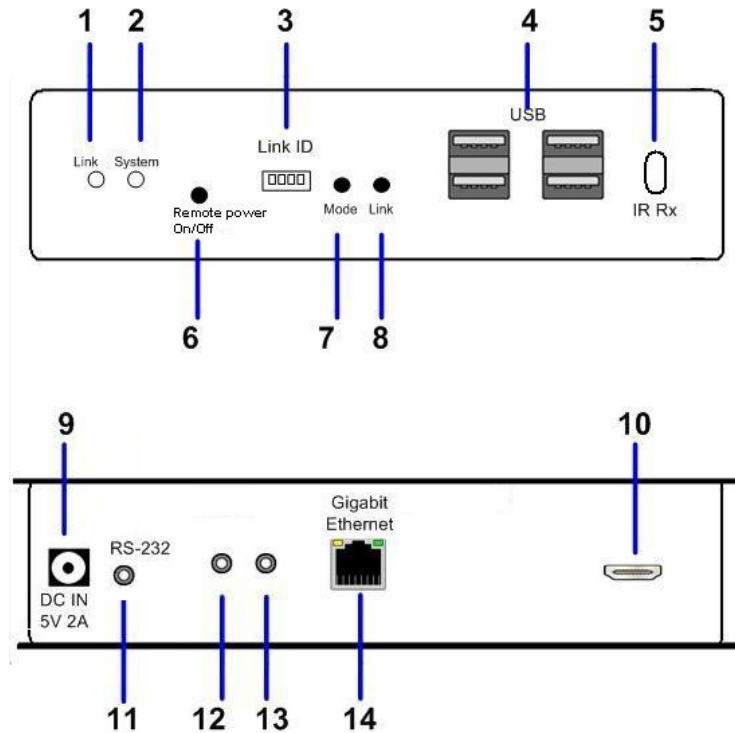 1 2 3 4 5
USB
Link ID
Link System
Remote power
On/Off
Mode Link
IR Rx
6 7 8
9 10
Gigabit
Ethernet
RS-232
DC IN
5V 2A
11 12 13 14